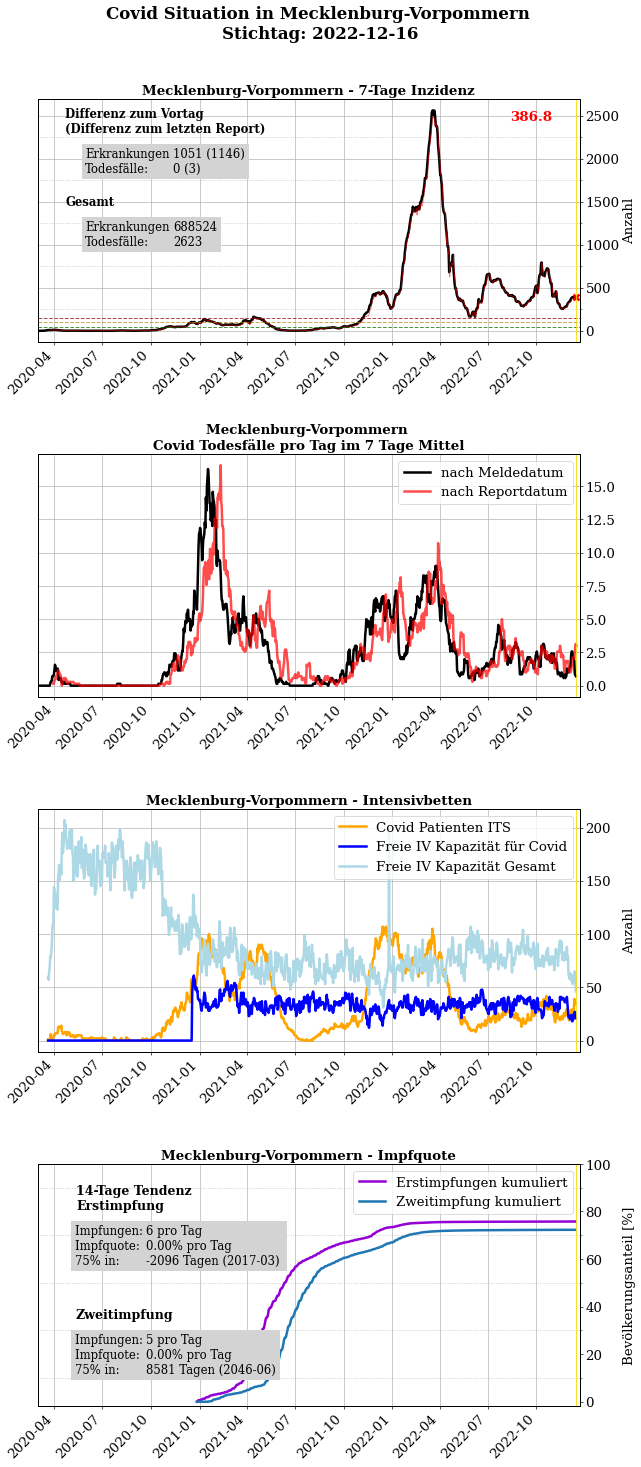 Covid Situation in Mecklenburg-Vorpommern
Stichtag: 2022-12-16
Mecklenburg-Vorpommern - 7-Tage Inzidenz
Differenz zum Vortag
(Differenz zum letzten Report)
Erkrankungen 1051 (1146)
Todesfälle: 0 (3)
Gesamt
Erkrankungen 688524
Todesfälle: 2623
386.8
2500
2000
1500
1000
500
0
Anzahl
2020-04
2020-07
2020-10
2021-01
2021-04
2021-07
2021-10
2022-01
2022-04
2022-07
2022-10
Mecklenburg-Vorpommern
Covid Todesfälle pro Tag im 7 Tage Mittel
nach Meldedatum
nach Reportdatum
15.0
12.5
10.0
7.5
5.0
2.5
0.0
2020-04
2020-07
2020-10
2021-01
2021-04
2021-07
2021-10
2022-01
2022-04
2022-07
2022-10
Mecklenburg-Vorpommern - Intensivbetten
Covid Patienten ITS
Freie IV Kapazität für Covid
Freie IV Kapazität Gesamt
200
150
100
50
0
Anzahl
2020-04
2020-07
2020-10
2021-01
2021-04
2021-07
2021-10
2022-01
2022-04
2022-07
2022-10
Mecklenburg-Vorpommern - Impfquote
14-Tage Tendenz
Erstimpfung
Impfungen: 6 pro Tag
Impfquote: 0.00% pro Tag
75% in: -2096 Tagen (2017-03)
Zweitimpfung
Impfungen: 5 pro Tag
Impfquote: 0.00% pro Tag
75% in: 8581 Tagen (2046-06)
Erstimpfungen kumuliert
Zweitimpfung kumuliert
100
80
60
40
20
0
Bevölkerungsanteil [%]
2020-04
2020-07
2020-10
2021-01
2021-04
2021-07
2021-10
2022-01
2022-04
2022-07
2022-10